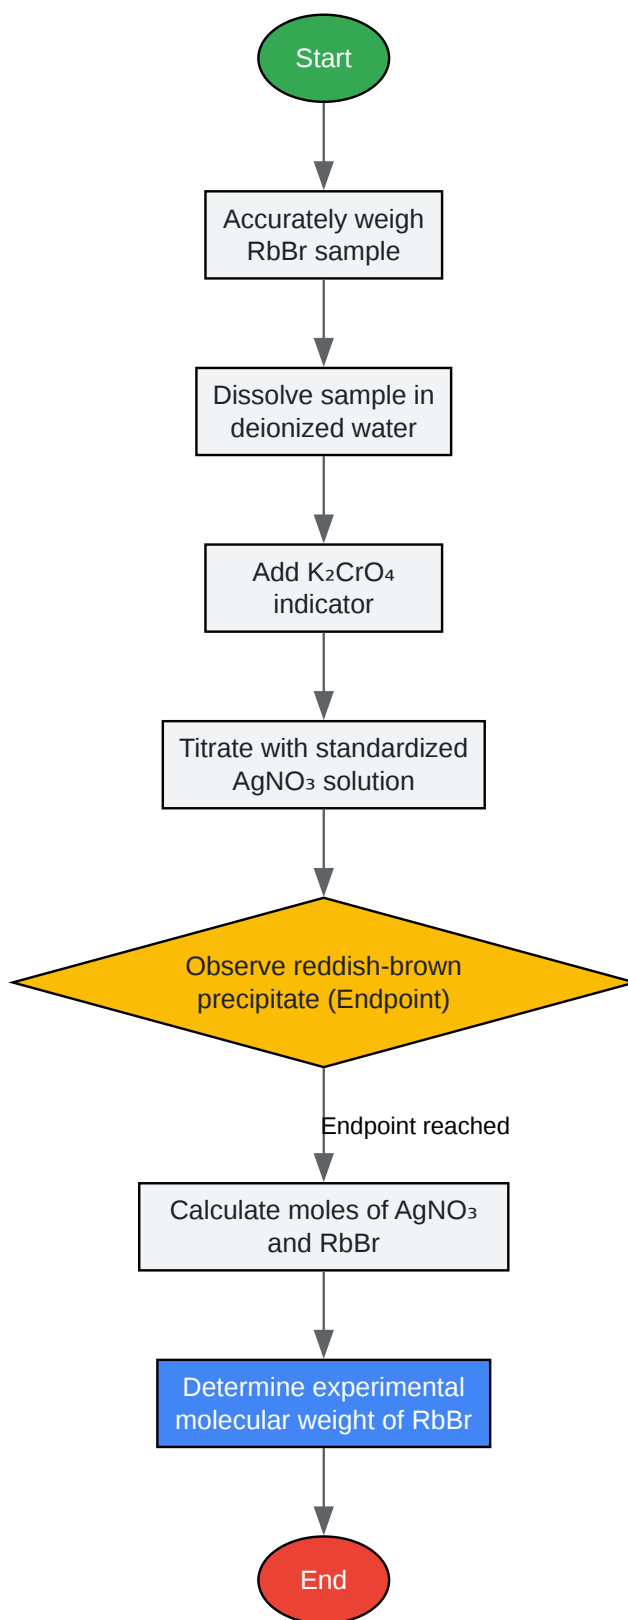 Start
Accurately weigh
RbBr sample
Dissolve sample in
deionized water
Add K₂CrO₄
indicator
Titrate with standardized
AgNO₃ solution
Observe reddish-brown
precipitate (Endpoint)
Endpoint reached
Calculate moles of AgNO₃
and RbBr
Determine experimental
molecular weight of RbBr
End